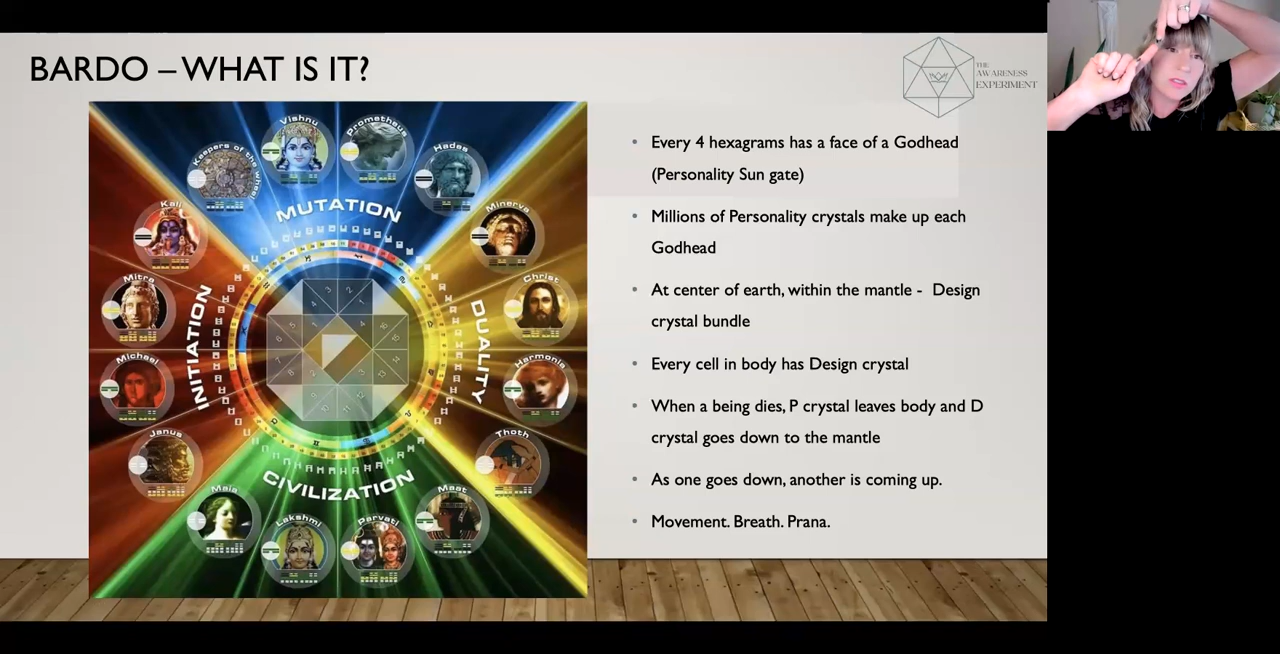 BARDO – WHAT IS IT?
THE
AWARENESS
EXPERIMENT
Keepers of the wheel
Vishnu
Prometheus
Hades
Kali
Minerva
Mitra
Christ
Michael
Harmonia
Janus
Thoth
Maia
Lakshmi
Parvati
Maat
MUTATION
INITIATION
DUALITY
CIVILIZATION
• Every 4 hexagrams has a face of a Godhead
(Personality Sun gate)
• Millions of Personality crystals make up each
Godhead
• At center of earth, within the mantle - Design
crystal bundle
• Every cell in body has Design crystal
• When a being dies, P crystal leaves body and D
crystal goes down to the mantle
• As one goes down, another is coming up.
• Movement. Breath. Prana.